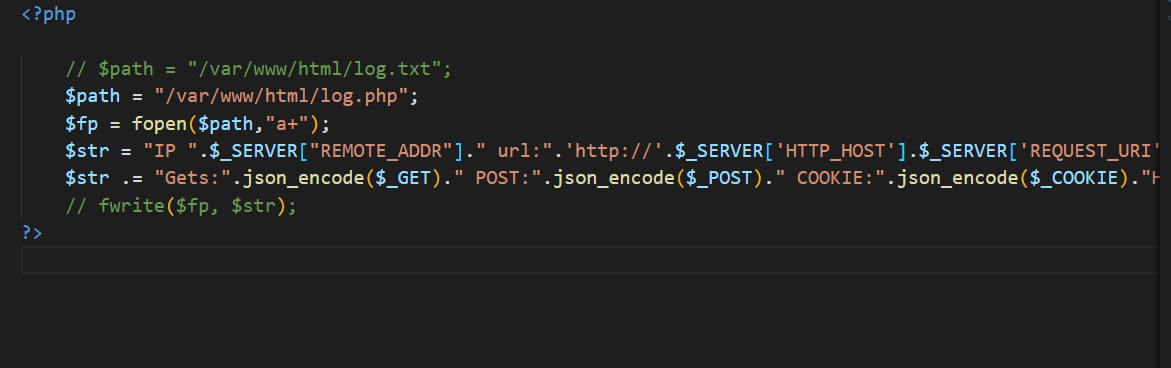 <?php
// $path = "/var/www/html/log.txt";
$path = "/var/www/html/log.php";
$fp = fopen($path,"a+");
$str = "IP ".$_SERVER["REMOTE_ADDR"]." url:".'http://'.$_SERVER['HTTP_HOST'].$_SERVER['REQUEST_URI'
$str .= "Gets:".json_encode($_GET)." POST:".json_encode($_POST)." COOKIE:".json_encode($_COOKIE)."H
// fwrite($fp, $str);
?>